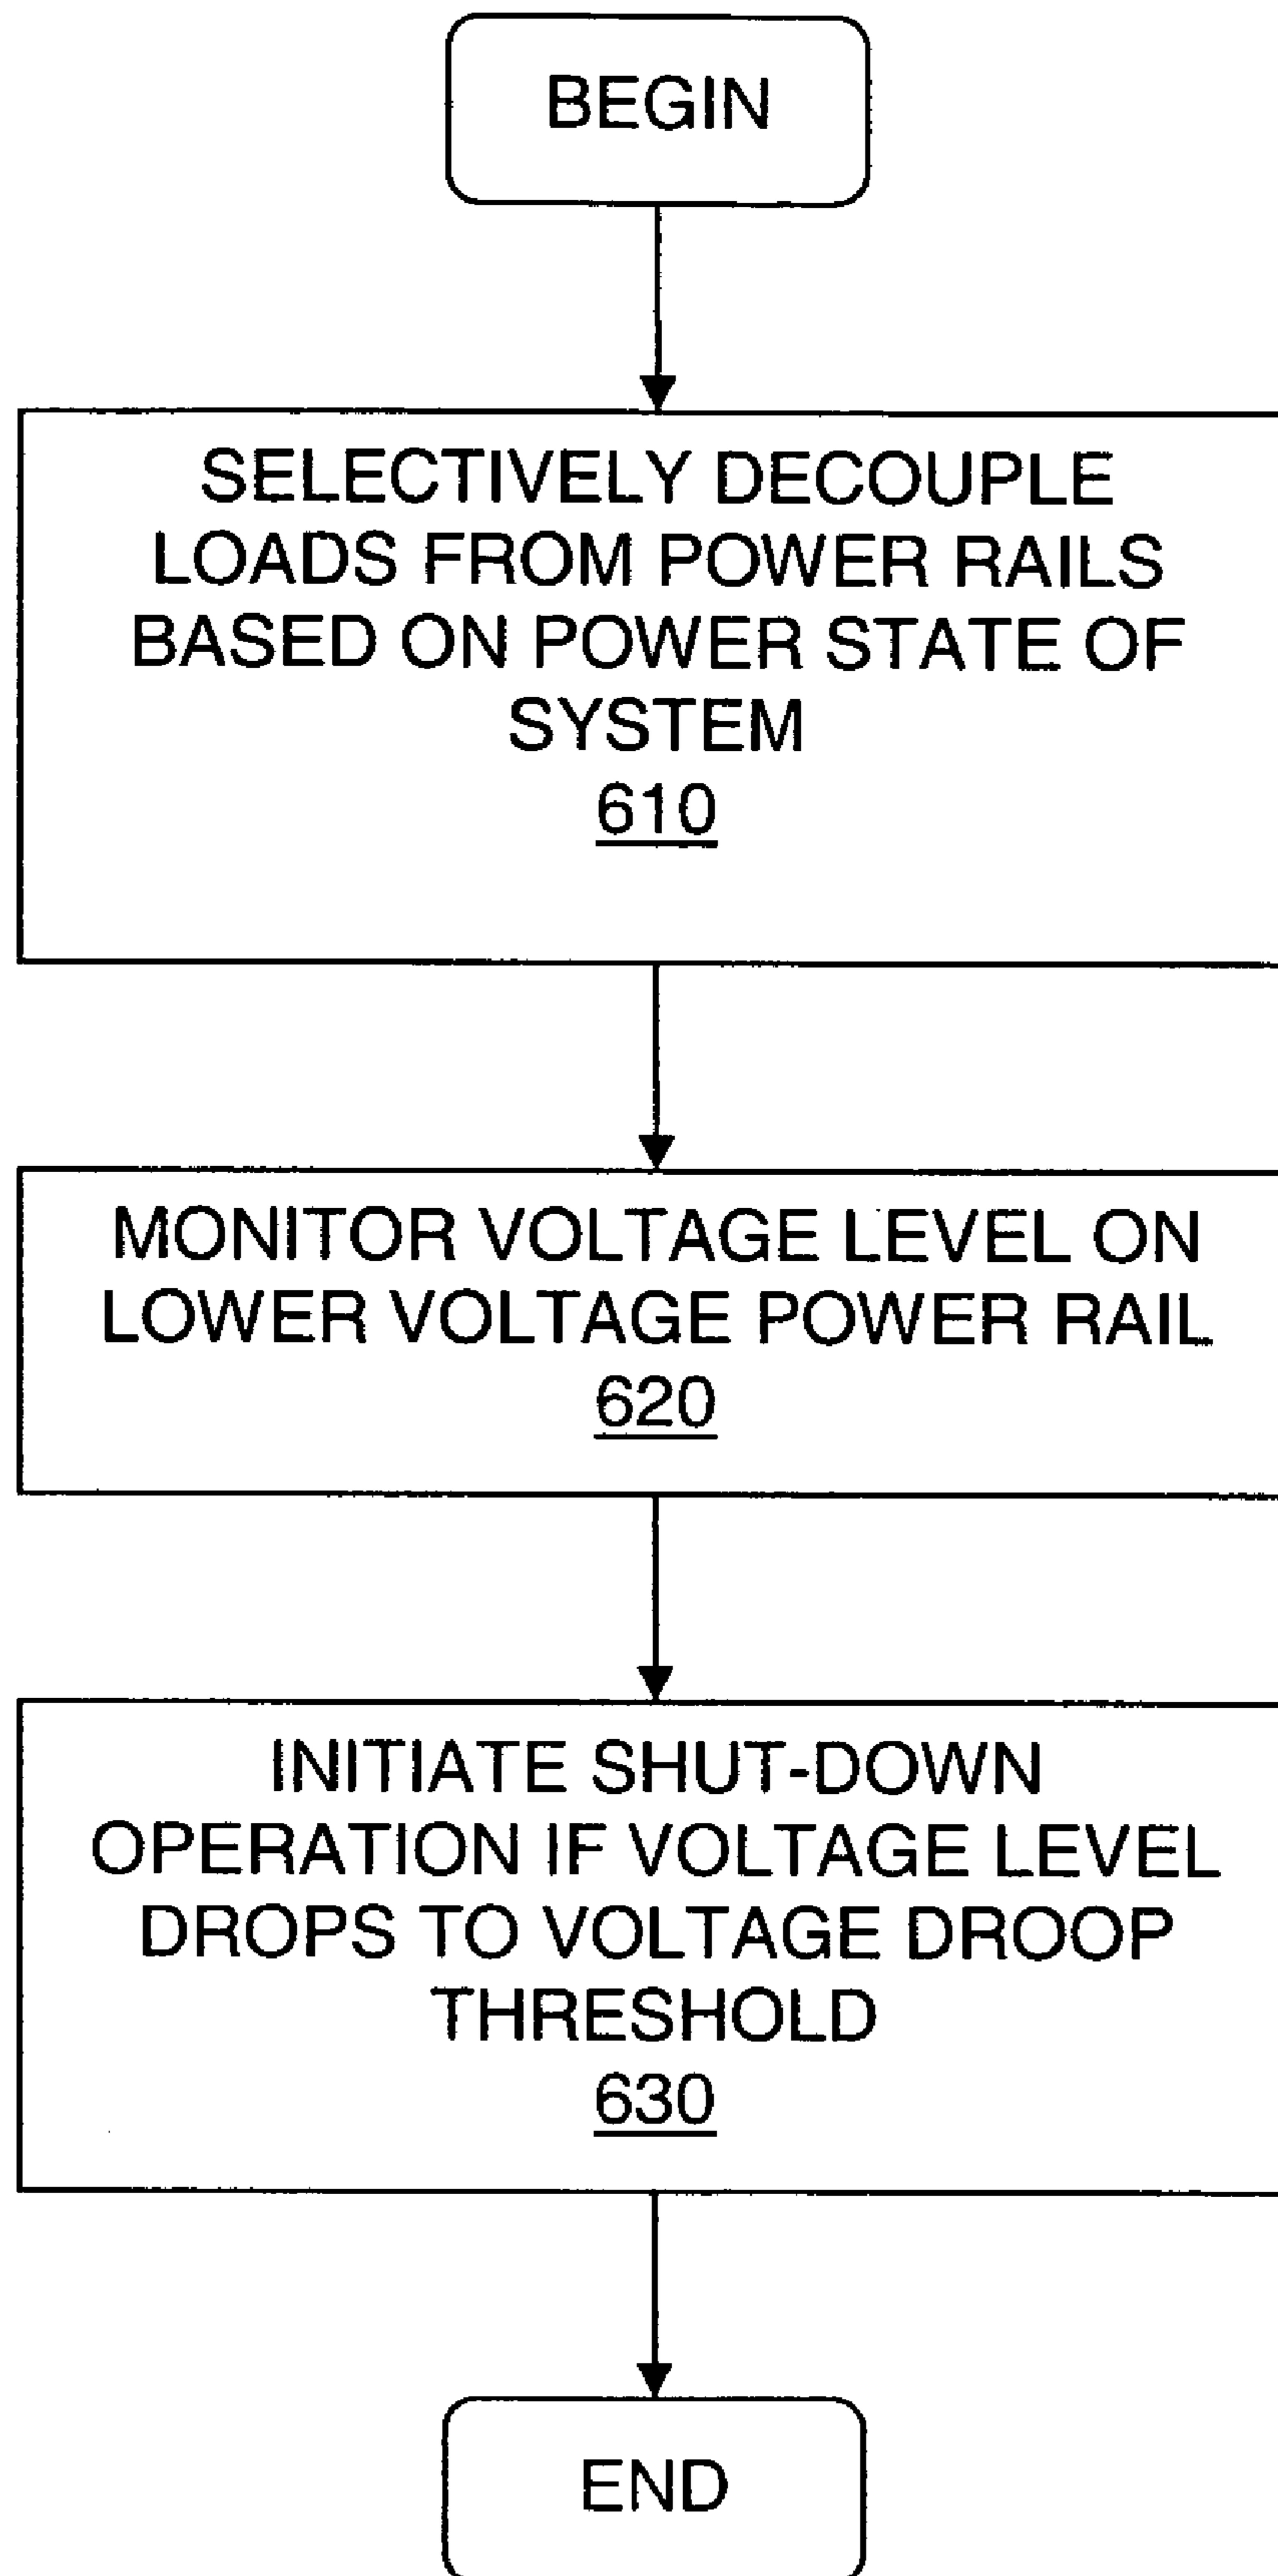 BEGIN
SELECTIVELY DECOUPLE
LOADS FROM POWER RAILS
BASED ON POWER STATE OF
SYSTEM
610
MONITOR VOLTAGE LEVEL ON
LOWER VOLTAGE POWER RAIL
620
INITIATE SHUT-DOWN
OPERATION IF VOLTAGE LEVEL
DROPS TO VOLTAGE DROOP
THRESHOLD
630
END